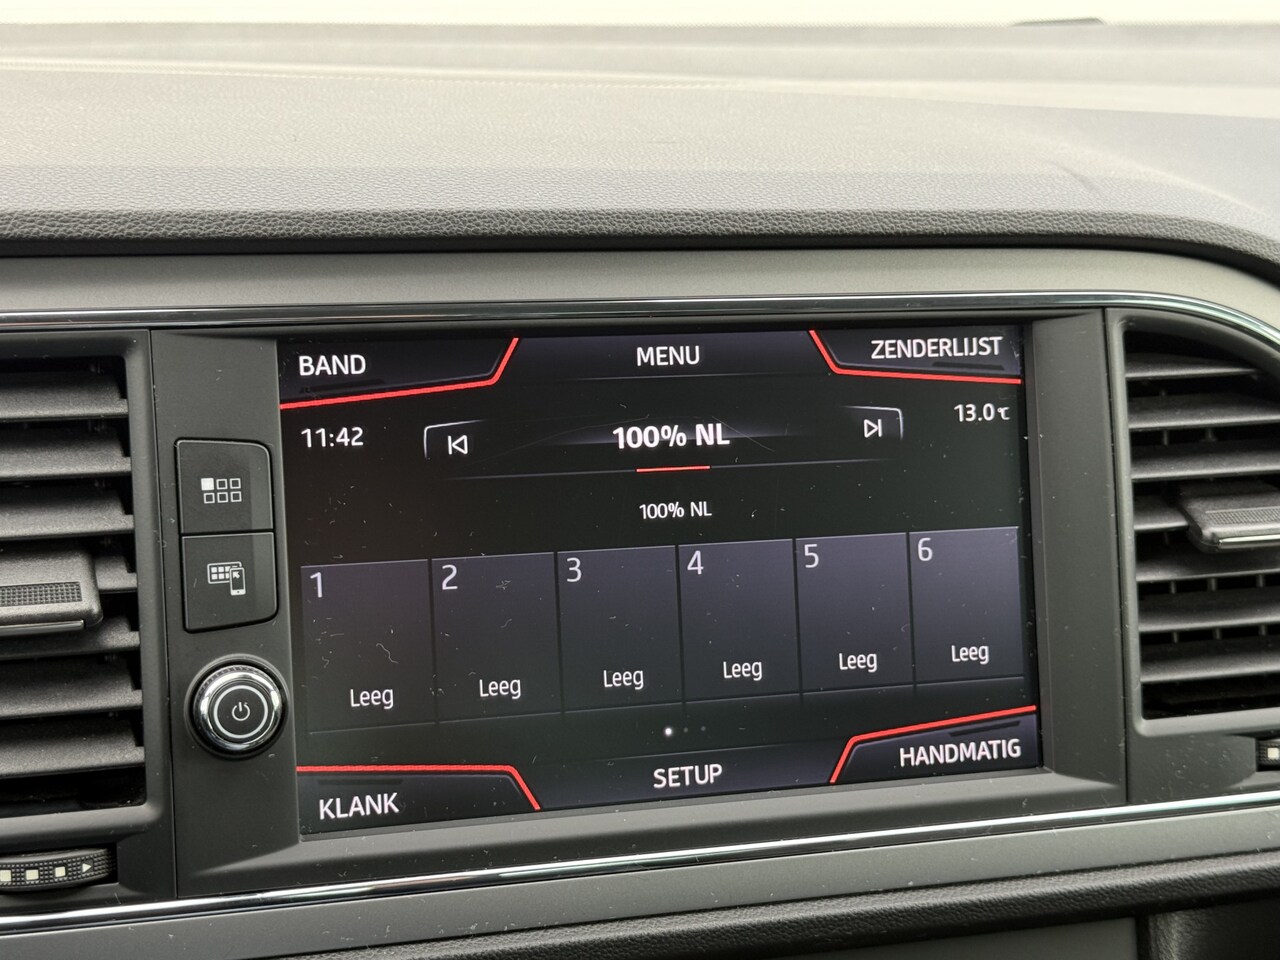 BAND
MENU
ZENDERLIJST
11:42
100% NL
13.0°C
100% NL
1
2
3
4
5
6
Leeg
Leeg
Leeg
Leeg
Leeg
Leeg
KLANK
SETUP
HANDMATIG